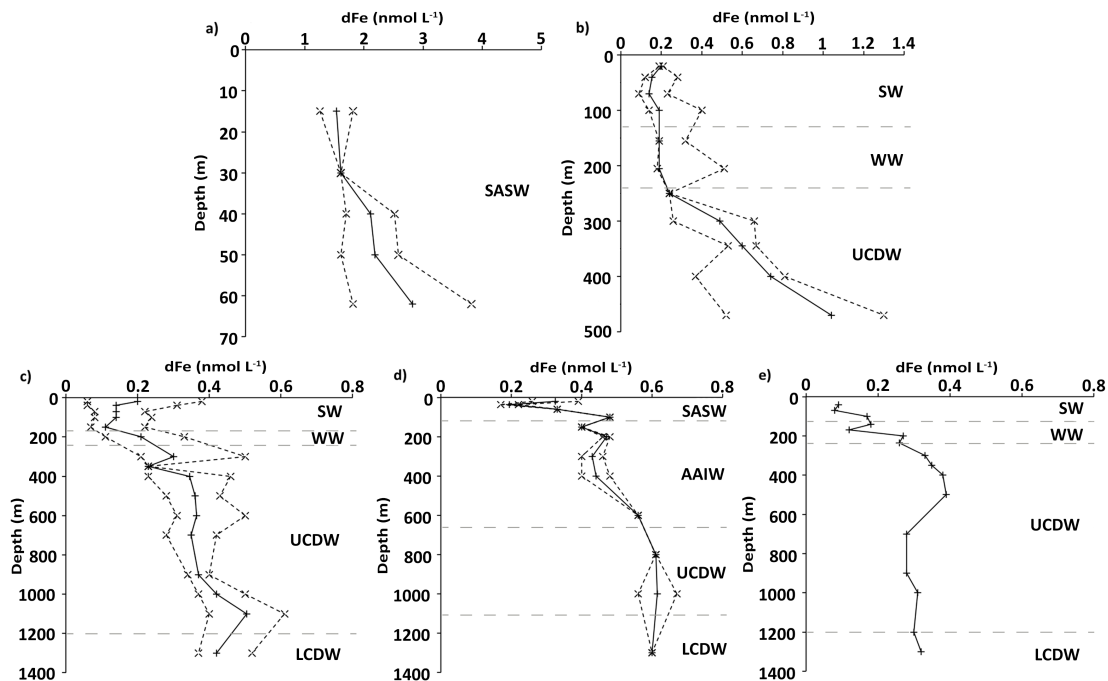 a)
dFe (nmol L⁻¹)
0 1 2 3 4 5
0
10
20
30
40
50
60
70
Depth (m)
SASW
b)
dFe (nmol L⁻¹)
0 0.2 0.4 0.6 0.8 1 1.2 1.4
0
100
200
300
400
500
Depth (m)
SW
WW
UCDW
c)
dFe (nmol L⁻¹)
0 0.2 0.4 0.6 0.8
0
200
400
600
800
1000
1200
1400
Depth (m)
SW
WW
UCDW
LCDW
d)
dFe (nmol L⁻¹)
0 0.2 0.4 0.6 0.8
0
200
400
600
800
1000
1200
1400
Depth (m)
SASW
AAIW
UCDW
LCDW
e)
dFe (nmol L⁻¹)
0 0.2 0.4 0.6 0.8
0
200
400
600
800
1000
1200
1400
Depth (m)
SW
WW
UCDW
LCDW